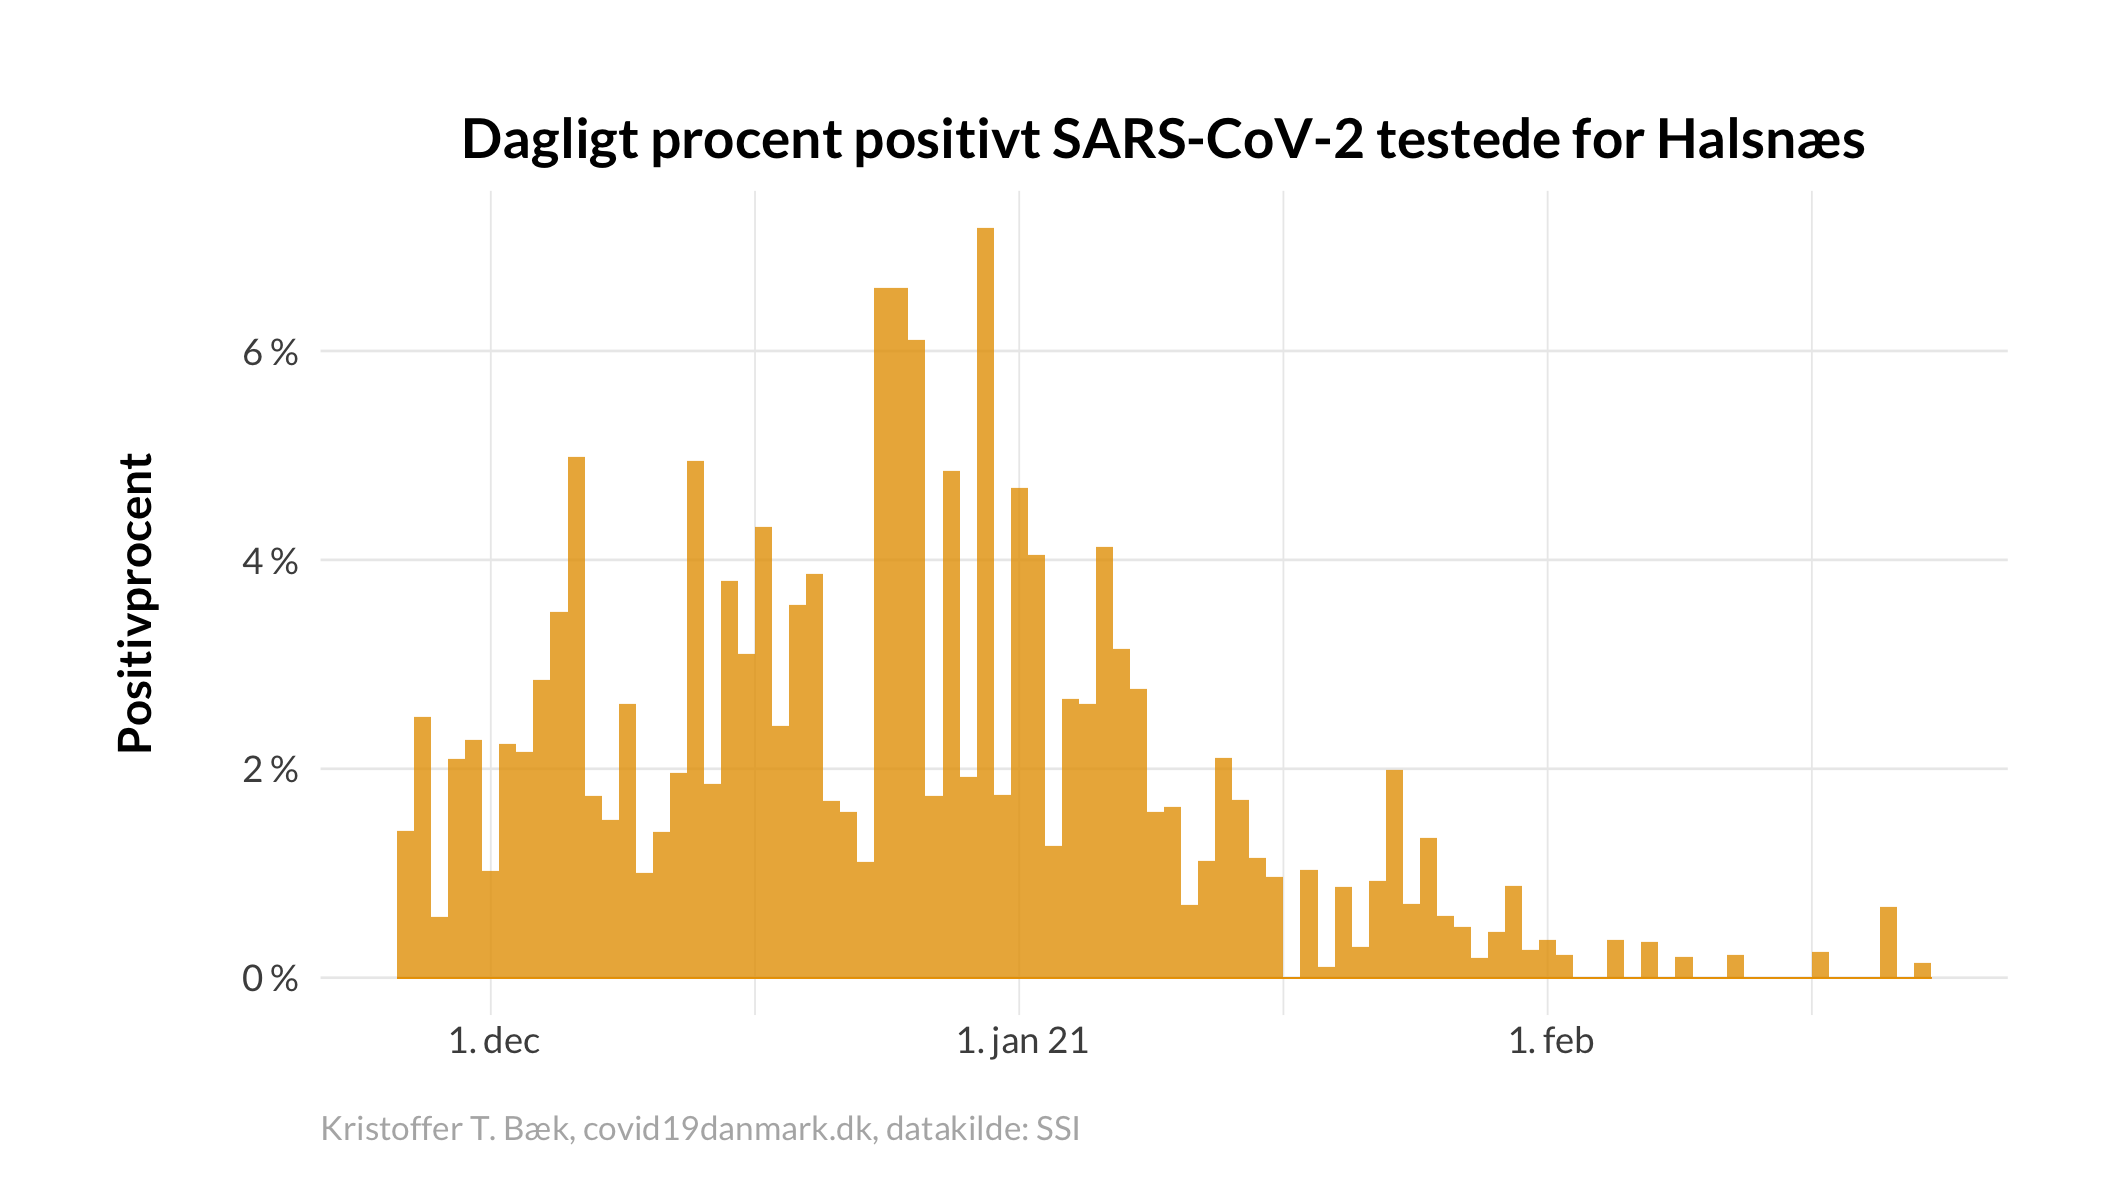 Dagligt procent positivt SARS-CoV-2 testede for Halsnæs
Positivprocent
6 %
4 %
2 %
0 %
1. dec
1. jan 21
1. feb
Kristoffer T. Bæk, covid19danmark.dk, datakilde: SSI